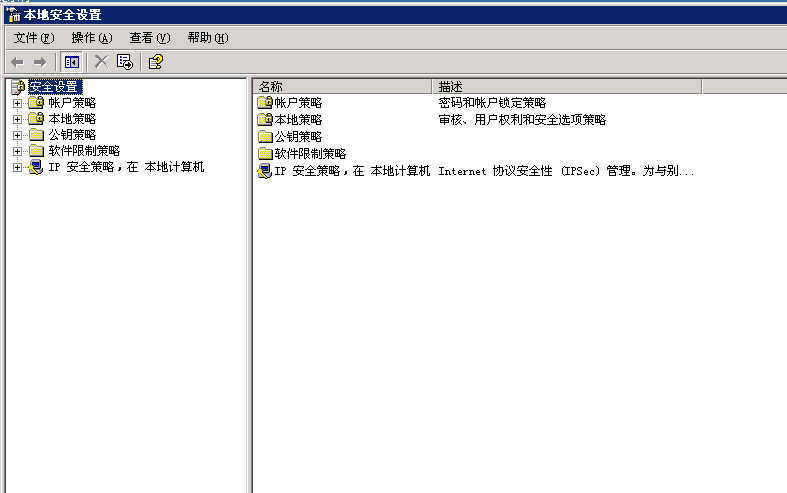 本地安全设置
文件(F) 操作(A) 查看(V) 帮助(H)
安全设置
帐户策略
本地策略
公钥策略
软件限制策略
IP 安全策略，在 本地计算机
名称 描述
帐户策略 密码和帐户锁定策略
本地策略 审核、用户权利和安全选项策略
公钥策略
软件限制策略
IP 安全策略，在 本地计算机 Internet 协议安全性 (IPSec) 管理。为与别...